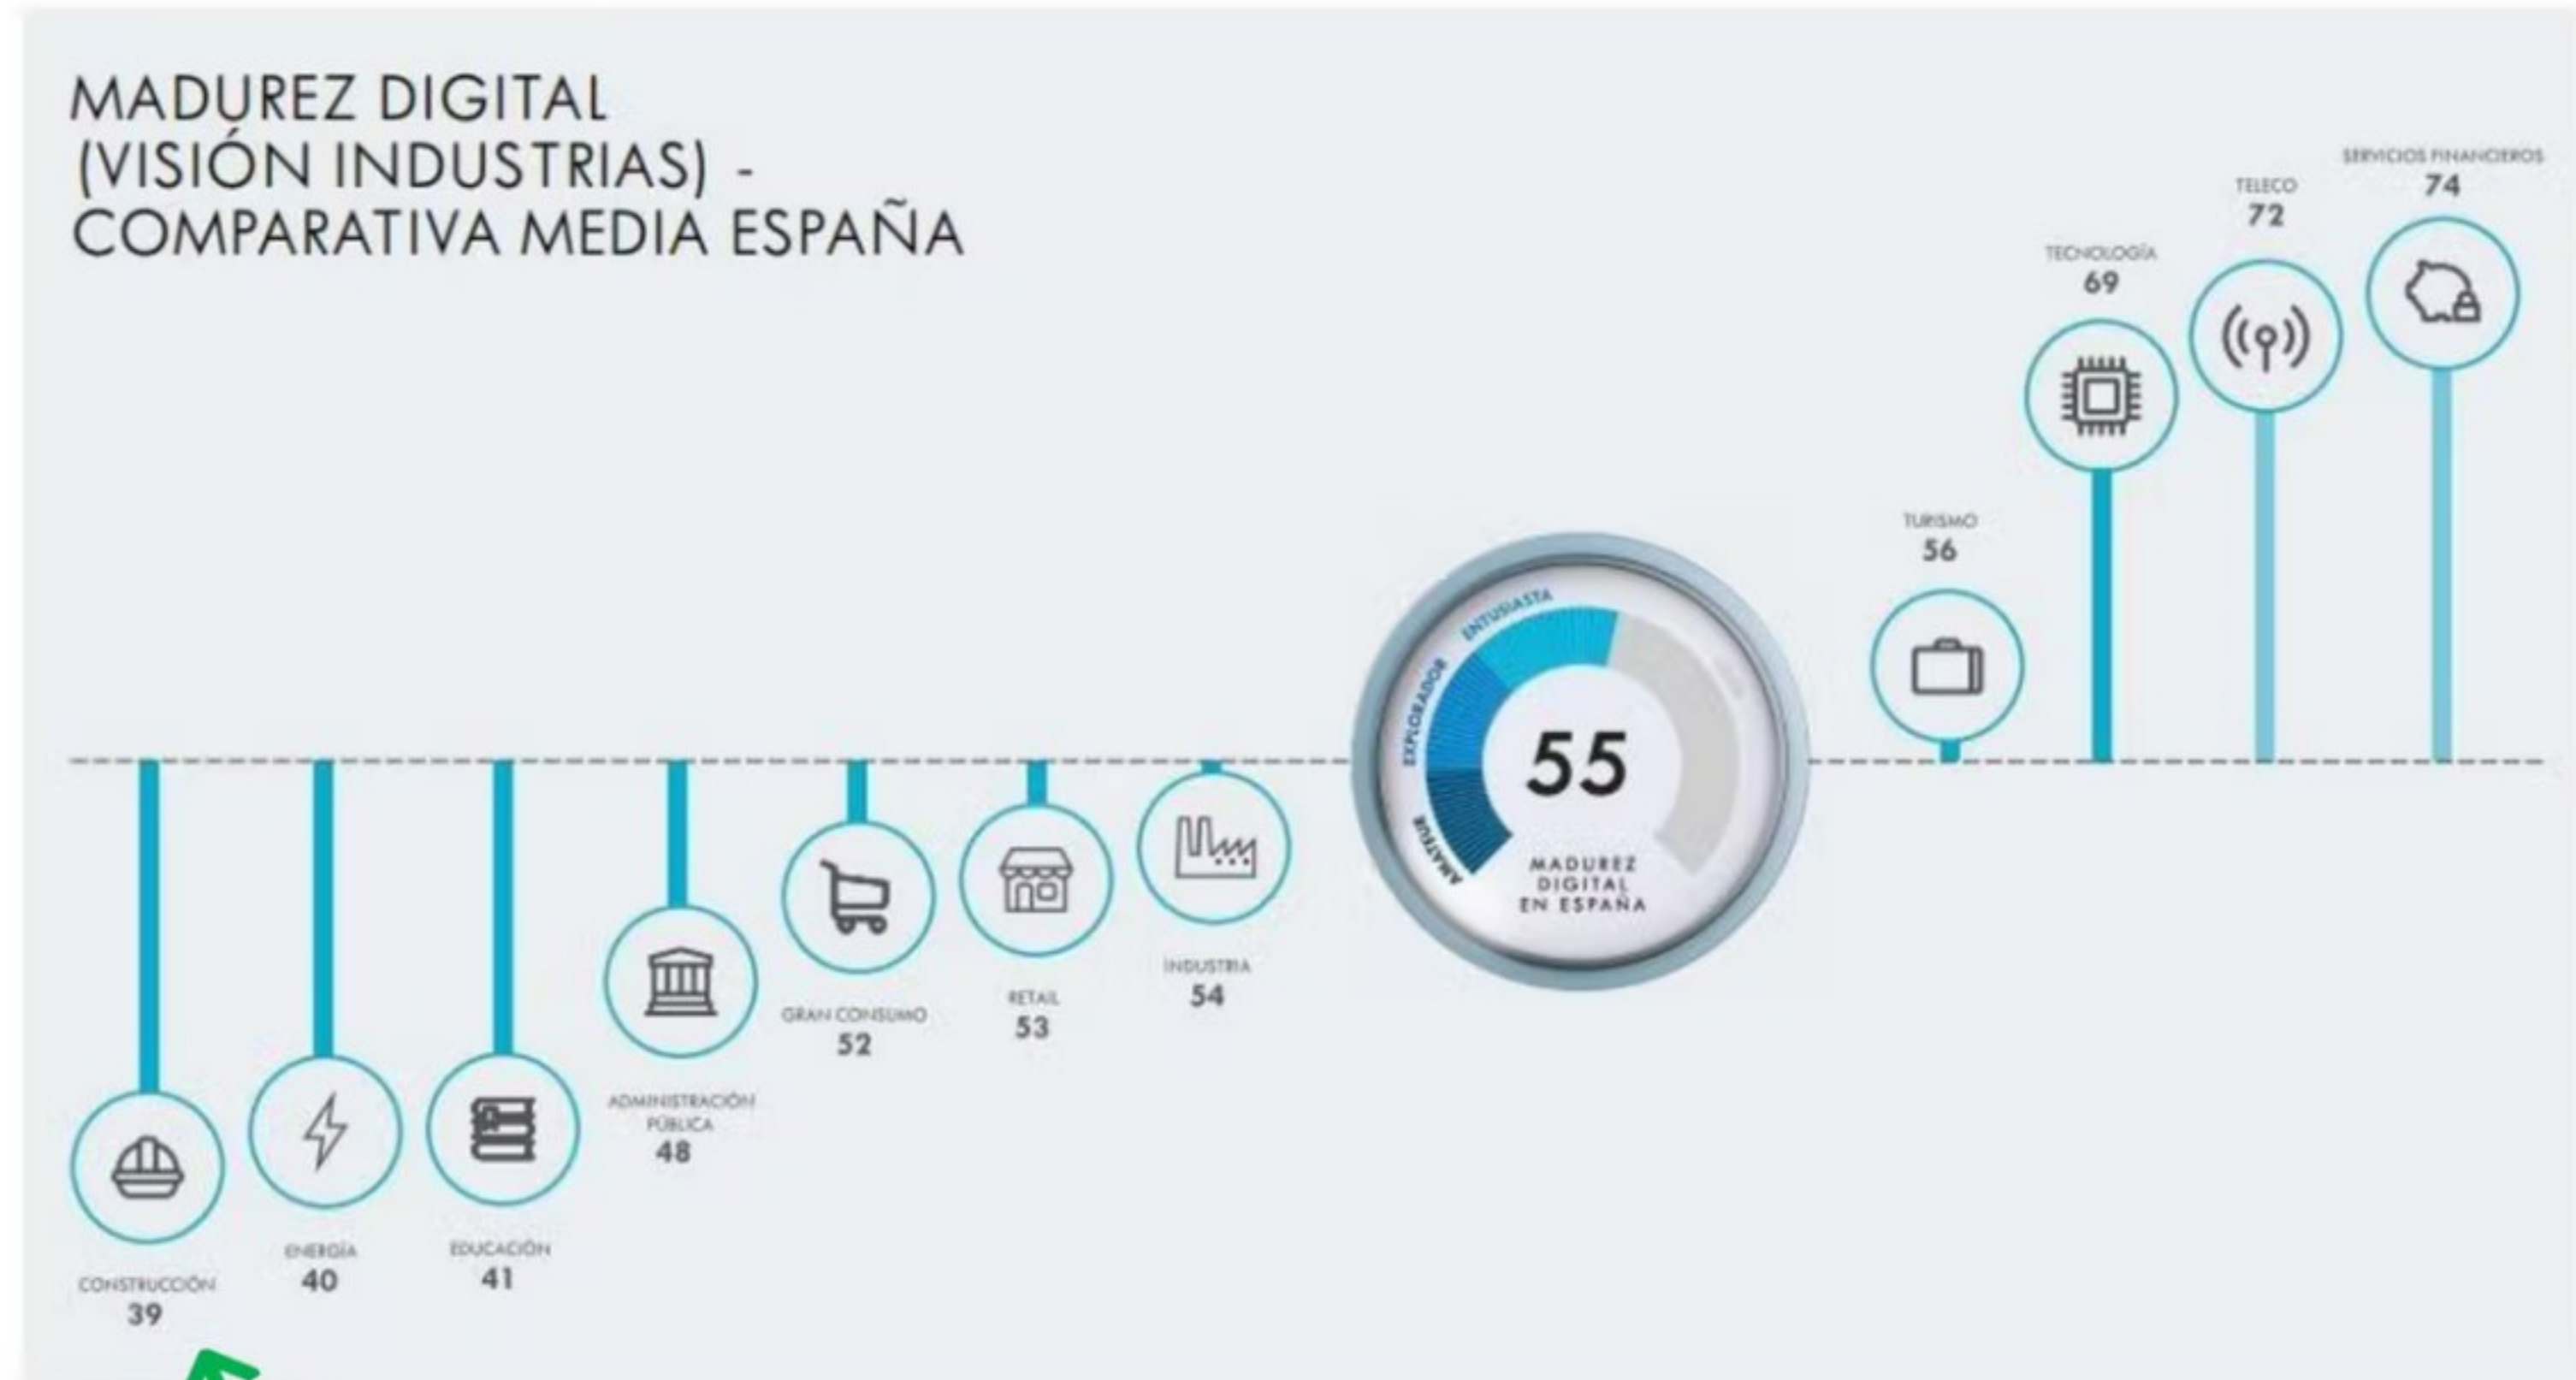 MADUREZ DIGITAL
(VISIÓN INDUSTRIAS) -
COMPARATIVA MEDIA ESPAÑA
SERVICIOS FINANCIEROS
74
TELECO
72
TECNOLOGÍA
69
TURISMO
56
ENTUSIASTA
EXPLORADOR
AMATEUR
55
MADUREZ
DIGITAL
EN ESPAÑA
INDUSTRIA
54
RETAIL
53
GRAN CONSUMO
52
ADMINISTRACIÓN
PÚBLICA
48
EDUCACIÓN
41
ENERGÍA
40
CONSTRUCCIÓN
39